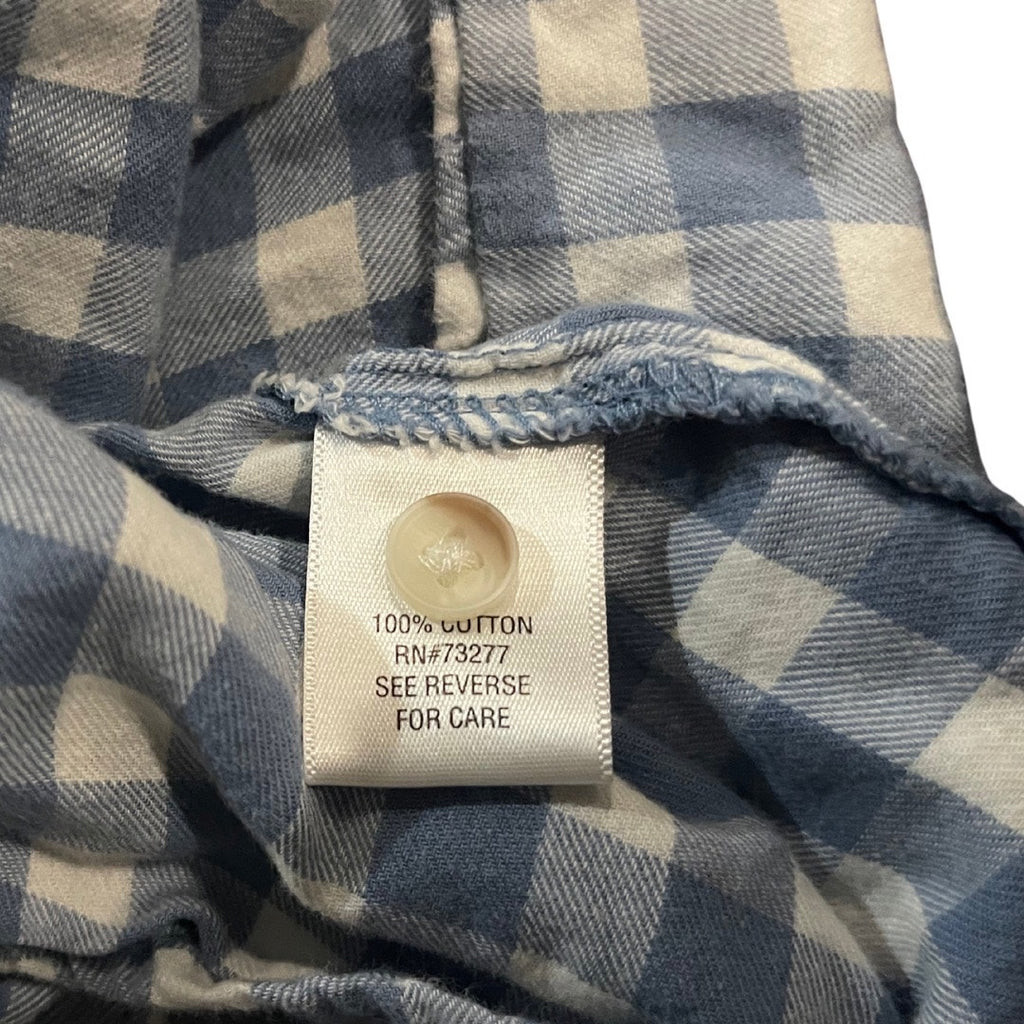 100% COTTON
RN#73277
SEE REVERSE
FOR CARE